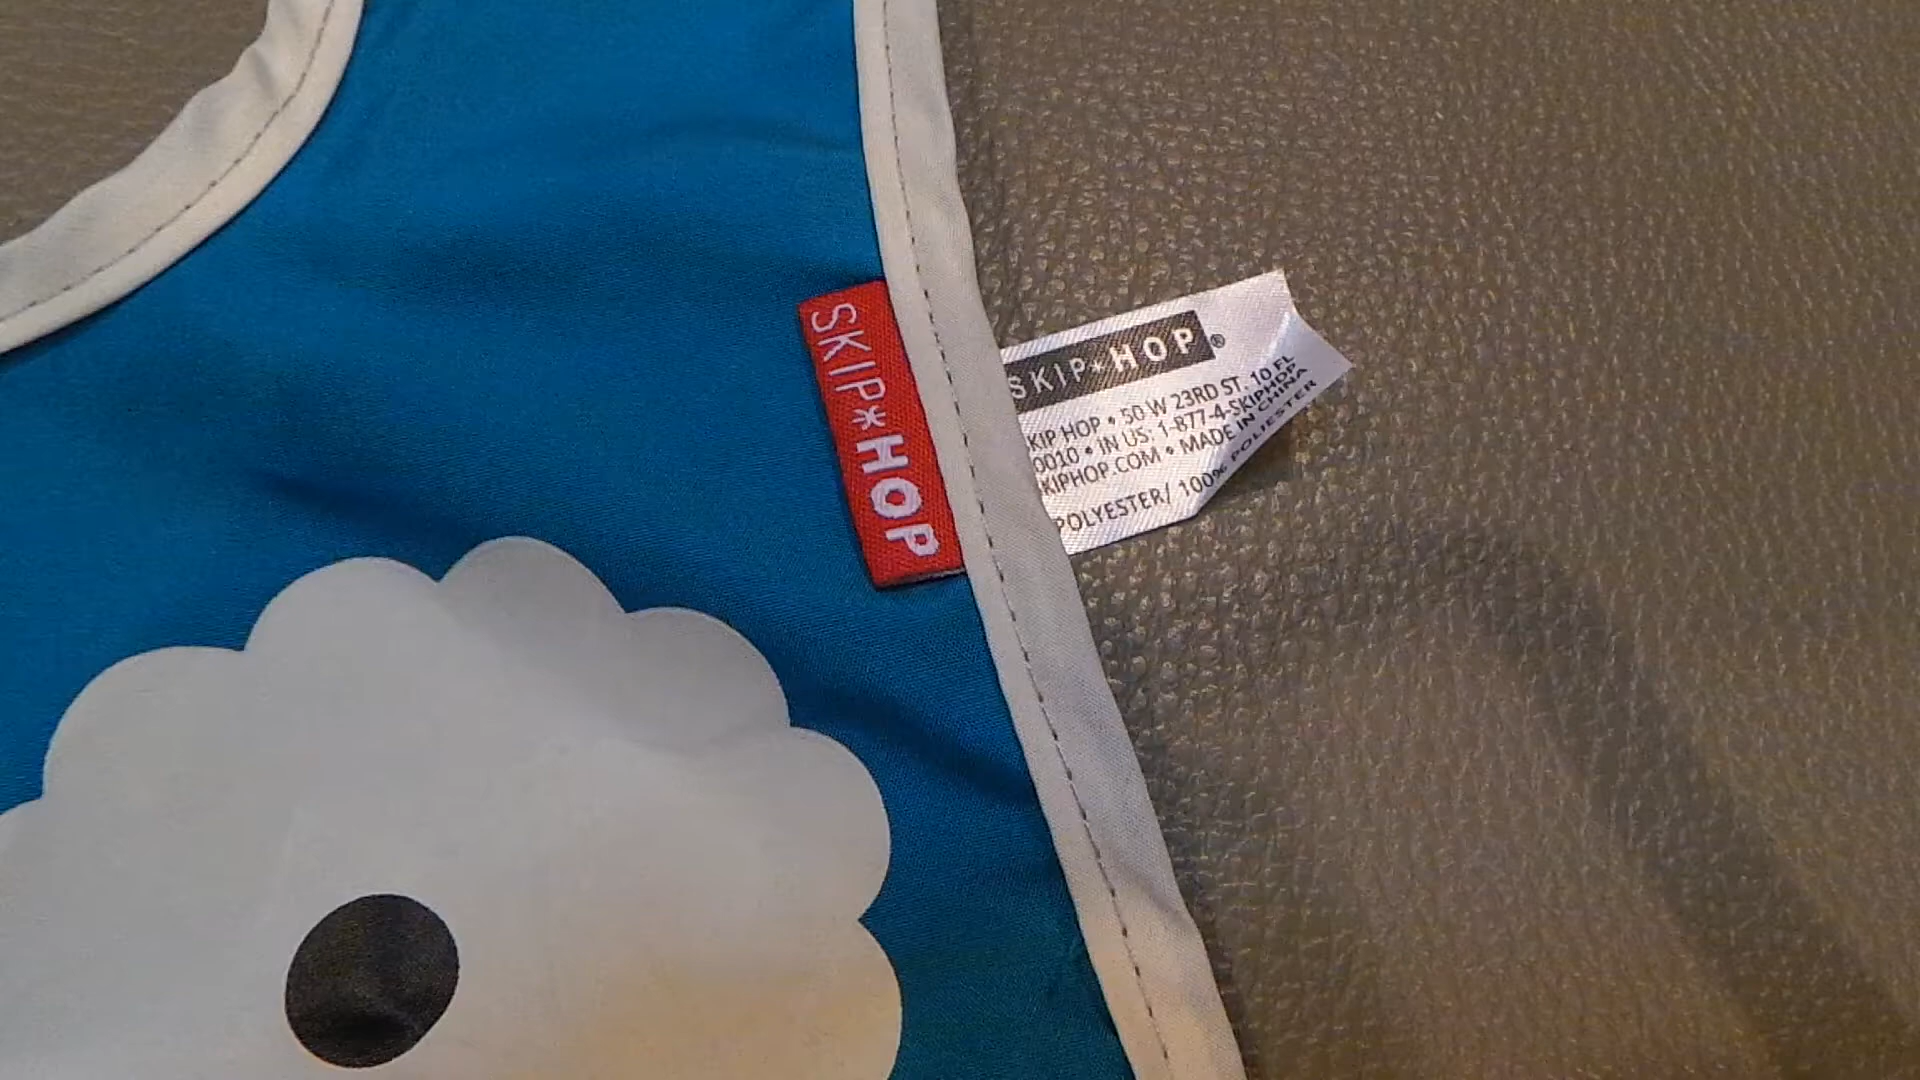 SKIP*HOP
SKIP*HOP®
KIP HOP • 50 W 23RD ST. 10 FL
0010 • IN US: 1-877-4-SKIPHOP
KIPHOP.COM • MADE IN CHINA
POLYESTER/ 100% POLIESTER